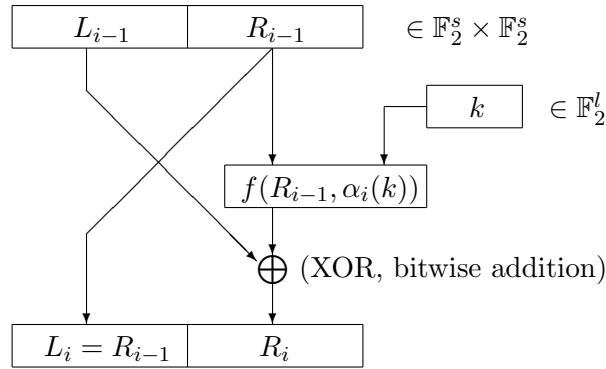 L_{i−1} R_{i−1} ∈ 𝔽_2^s × 𝔽_2^s
k ∈ 𝔽_2^l
f(R_{i−1}, α_i(k))
⊕ (XOR, bitwise addition)
L_i = R_{i−1} R_i